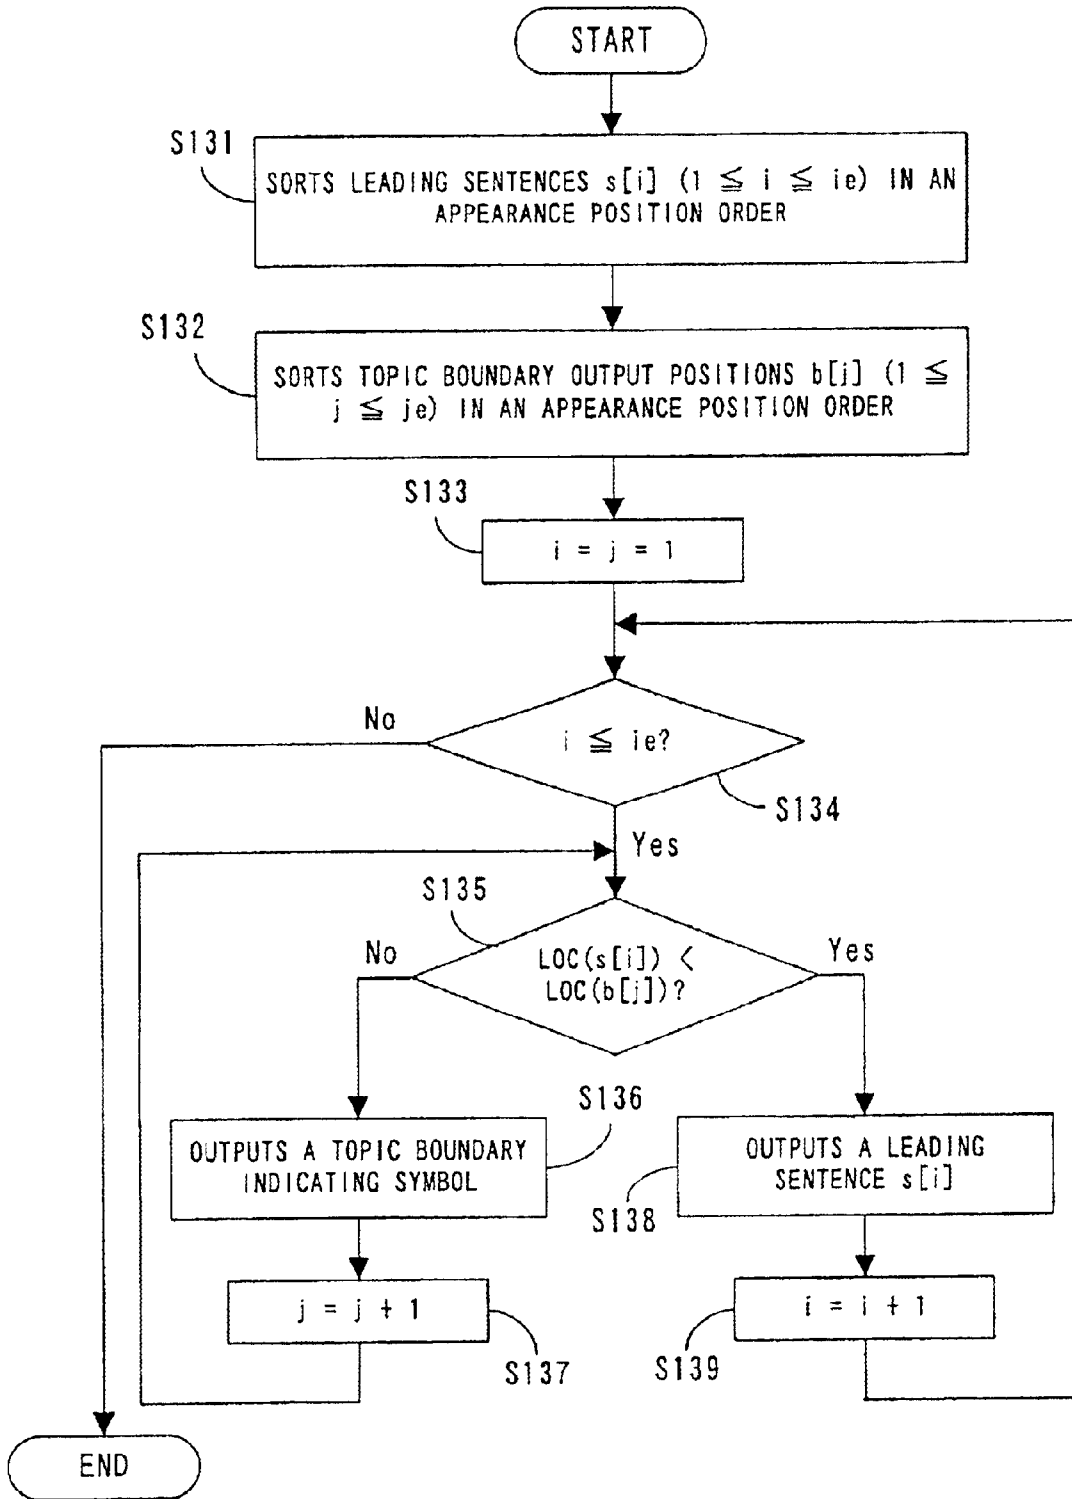 START
S131
SORTS LEADING SENTENCES s[i] (1 ≦ i ≦ ie) IN AN
APPEARANCE POSITION ORDER
S132
SORTS TOPIC BOUNDARY OUTPUT POSITIONS b[j] (1 ≦
j ≦ je) IN AN APPEARANCE POSITION ORDER
S133
i = j = 1
No
i ≦ ie?
S134
Yes
S135
No
LOC(s[i]) <
LOC(b[j])?
Yes
S136
OUTPUTS A TOPIC BOUNDARY
INDICATING SYMBOL
OUTPUTS A LEADING
SENTENCE s[i]
S138
j = j + 1
S137
i = i + 1
S139
END